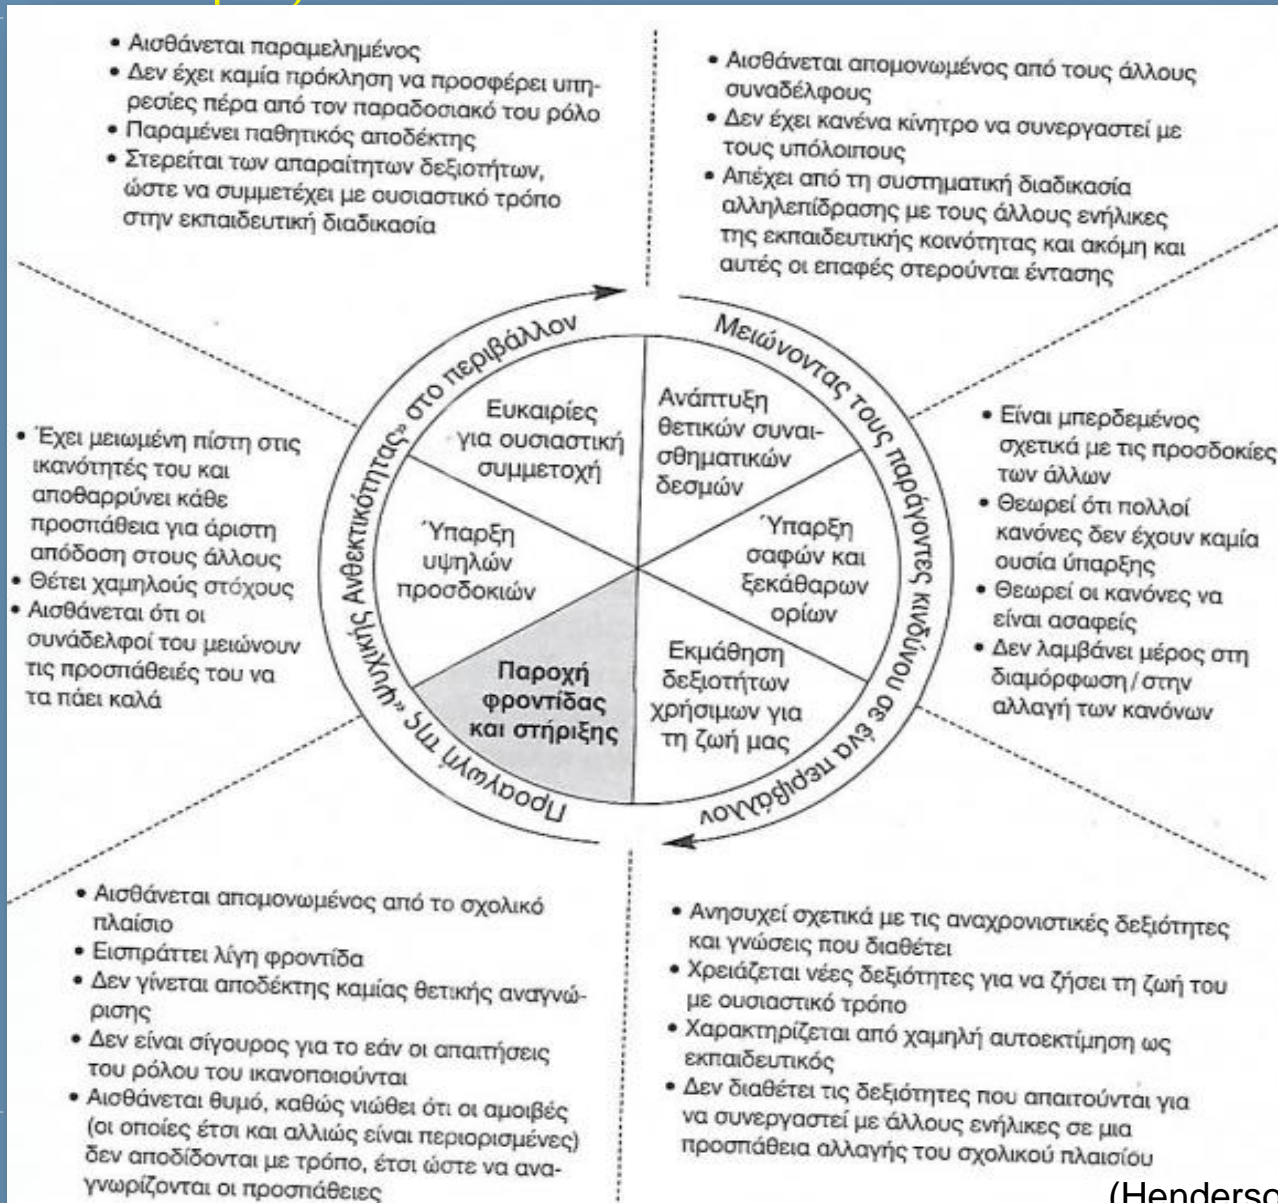 • Αισθάνεται παραμελημένος
• Δεν έχει καμία πρόκληση να προσφέρει υπη-
ρεσίες πέρα από τον παραδοσιακό του ρόλο
• Παραμένει παθητικός αποδέκτης
• Στερείται των απαραίτητων δεξιοτήτων,
ώστε να συμμετέχει με ουσιαστικό τρόπο
στην εκπαιδευτική διαδικασία
• Αισθάνεται απομονωμένος από τους άλλους
συναδέλφους
• Δεν έχει κανένα κίνητρο να συνεργαστεί με
τους υπόλοιπους
• Απέχει από τη συστηματική διαδικασία
αλληλεπίδρασης με τους άλλους ενήλικες
της εκπαιδευτικής κοινότητας και ακόμη και
αυτές οι επαφές στερούνται έντασης
Προαγωγή της «Ψυχικής Ανθεκτικότητας» στο περιβάλλον
Μειώνοντας τους παράγοντες κινδύνου σε ένα περιβάλλον
Ευκαιρίες
για ουσιαστική
συμμετοχή
Ανάπτυξη
θετικών συναι-
σθηματικών
δεσμών
Ύπαρξη
υψηλών
προσδοκιών
Ύπαρξη
σαφών και
ξεκάθαρων
ορίων
Παροχή
φροντίδας
και στήριξης
Εκμάθηση
δεξιοτήτων
χρήσιμων για
τη ζωή μας
• Έχει μειωμένη πίστη στις
ικανότητές του και
αποθαρρύνει κάθε
προσπάθεια για άριστη
απόδοση στους άλλους
• Θέτει χαμηλούς στόχους
• Αισθάνεται ότι οι
συνάδελφοί του μειώνουν
τις προσπάθειές του να
τα πάει καλά
• Είναι μπερδεμένος
σχετικά με τις προσδοκίες
των άλλων
• Θεωρεί ότι πολλοί
κανόνες δεν έχουν καμία
ουσία ύπαρξης
• Θεωρεί οι κανόνες να
είναι ασαφείς
• Δεν λαμβάνει μέρος στη
διαμόρφωση/στην
αλλαγή των κανόνων
• Αισθάνεται απομονωμένος από το σχολικό
πλαίσιο
• Εισπράττει λίγη φροντίδα
• Δεν γίνεται αποδέκτης καμίας θετικής αναγνώ-
ρισης
• Δεν είναι σίγουρος για το εάν οι απαιτήσεις
του ρόλου του ικανοποιούνται
• Αισθάνεται θυμό, καθώς νιώθει ότι οι αμοιβές
(οι οποίες έτσι και αλλιώς είναι περιορισμένες)
δεν αποδίδονται με τρόπο, έτσι ώστε να ανα-
γνωρίζονται οι προσπάθειες
• Ανησυχεί σχετικά με τις αναχρονιστικές δεξιότητες
και γνώσεις που διαθέτει
• Χρειάζεται νέες δεξιότητες για να ζήσει τη ζωή του
με ουσιαστικό τρόπο
• Χαρακτηρίζεται από χαμηλή αυτοεκτίμηση ως
εκπαιδευτικός
• Δεν διαθέτει τις δεξιότητες που απαιτούνται για
να συνεργαστεί με άλλους ενήλικες σε μια
προσπάθεια αλλαγής του σχολικού πλαισίου
(Henderso